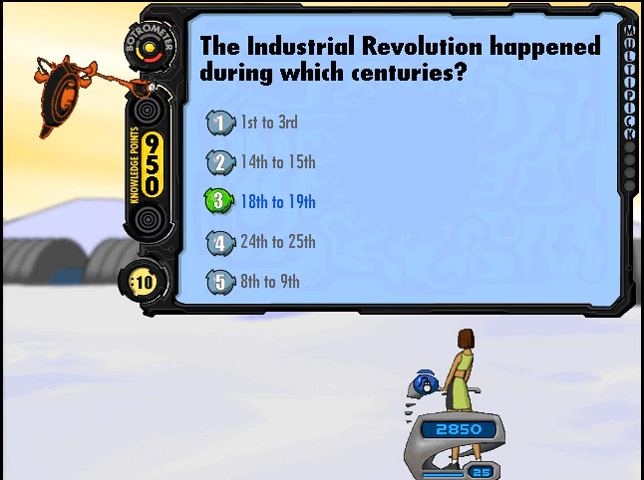 BOTROMETER
The Industrial Revolution happened
during which centuries?
MULTIPICK
1 1st to 3rd
2 14th to 15th
3 18th to 19th
4 24th to 25th
5 8th to 9th
KNOWLEDGE POINTS
950
:10
2850
25